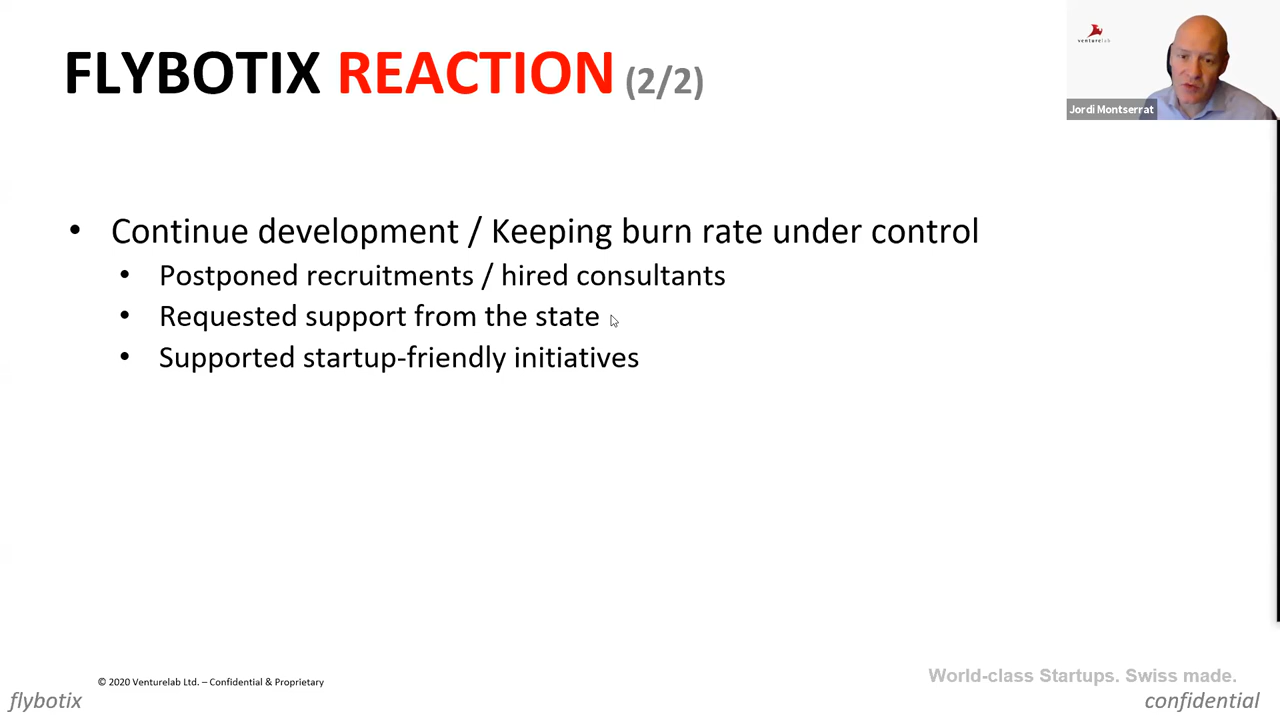 FLYBOTIX REACTION (2/2)
venturelab
Jordi Montserrat
• Continue development / Keeping burn rate under control
• Postponed recruitments / hired consultants
• Requested support from the state
• Supported startup-friendly initiatives
© 2020 Venturelab Ltd. – Confidential & Proprietary
World-class Startups. Swiss made.
flybotix
confidential